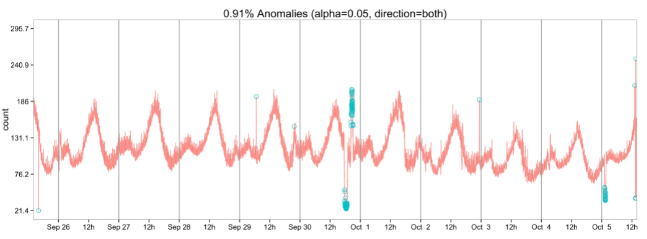 0.91% Anomalies (alpha=0.05, direction=both)
295.7
240.9
186
131.1
76.2
21.4
count
Sep 26 12h Sep 27 12h Sep 28 12h Sep 29 12h Sep 30 12h Oct 1 12h Oct 2 12h Oct 3 12h Oct 4 12h Oct 5 12h